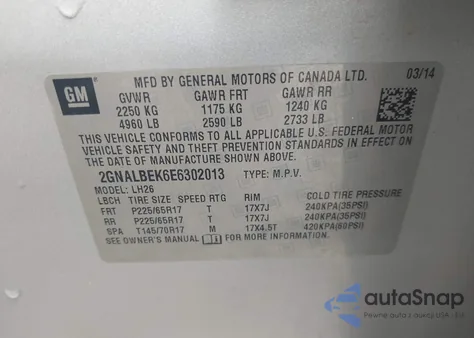 GM
MFD BY GENERAL MOTORS OF CANADA LTD. 03/14
GVWR GAWR FRT GAWR RR
2250 KG 1175 KG 1240 KG
4960 LB 2590 LB 2733 LB
THIS VEHICLE CONFORMS TO ALL APPLICABLE U.S. FEDERAL MOTOR
VEHICLE SAFETY AND THEFT PREVENTION STANDARDS IN EFFECT ON
THE DATE OF MANUFACTURE SHOWN ABOVE.
2GNALBEK6E6302013 TYPE: M.P.V.
MODEL: LH26
LBCH TIRE SIZE SPEED RTG RIM COLD TIRE PRESSURE
FRT P225/65R17 T 17X7J 240KPA(35PSI)
RR P225/65R17 T 17X7J 240KPA(35PSI)
SPA T145/70R17 M 17X4.5T 420KPA(60PSI)
SEE OWNER'S MANUAL i FOR MORE INFORMATION.
autoSnap
Pewne auto's aukcji USA